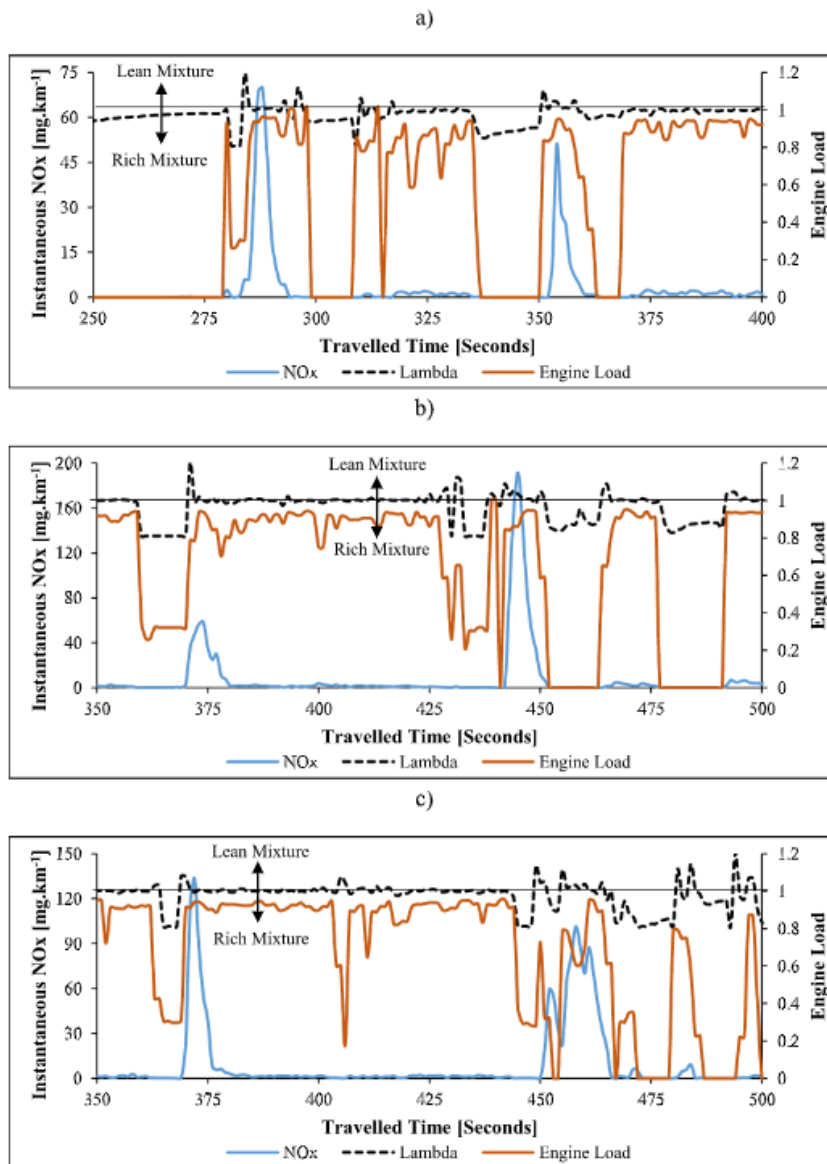 a)
Lean Mixture
Rich Mixture
Instantaneous NOx [mg.km⁻¹]
75
60
45
30
15
0
1.2
1
0.8
0.6
0.4
0.2
0
Engine Load
250 275 300 325 350 375 400
Travelled Time [Seconds]
NOx Lambda Engine Load
b)
Lean Mixture
Rich Mixture
Instantaneous NOx [mg.km⁻¹]
200
160
120
80
40
0
1.2
1
0.8
0.6
0.4
0.2
0
Engine Load
350 375 400 425 450 475 500
Travelled Time [Seconds]
NOx Lambda Engine Load
c)
Lean Mixture
Rich Mixture
Instantaneous NOx [mg.km⁻¹]
150
120
90
60
30
0
1.2
1
0.8
0.6
0.4
0.2
0
Engine Load
350 375 400 425 450 475 500
Travelled Time [Seconds]
NOx Lambda Engine Load